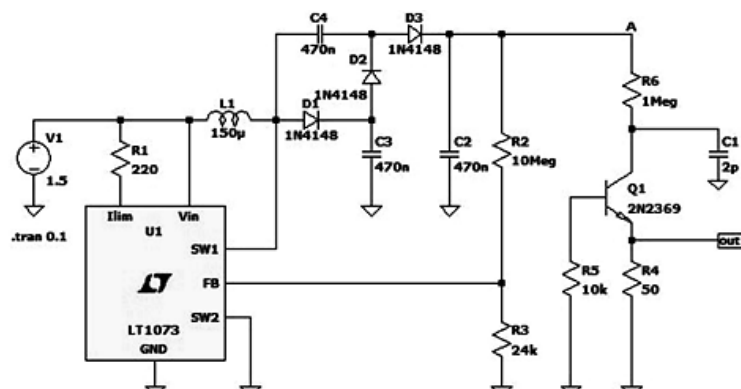 C4
470n
D3
1N4148
A
D2
1N4148
R6
1Meg
L1
150µ
D1
1N4148
V1
1.5
R1
220
C3
470n
C2
470n
R2
10Meg
C1
2p
Q1
2N2369
Ilim
Vin
U1
.tran 0.1
SW1
FB
SW2
LT1073
GND
out
R5
10k
R4
50
R3
24k